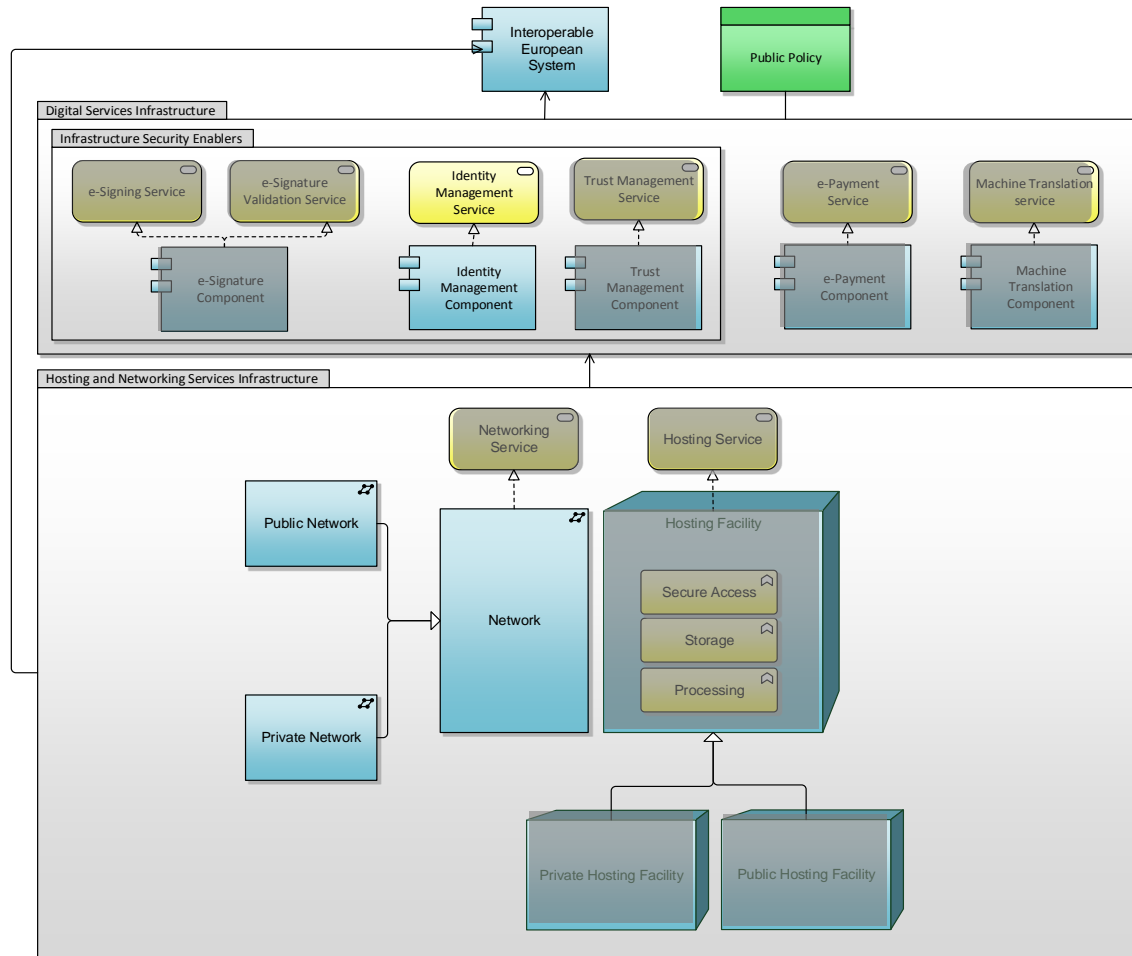 Interoperable
European
System
Public Policy
Digital Services Infrastructure
Infrastructure Security Enablers
e-Signing Service
e-Signature
Validation Service
Identity
Management
Service
Trust Management
Service
e-Payment
Service
Machine Translation
service
e-Signature
Component
Identity
Management
Component
Trust
Management
Component
e-Payment
Component
Machine
Translation
Component
Hosting and Networking Services Infrastructure
Networking
Service
Hosting Service
Public Network
Network
Private Network
Hosting Facility
Secure Access
Storage
Processing
Private Hosting Facility
Public Hosting Facility